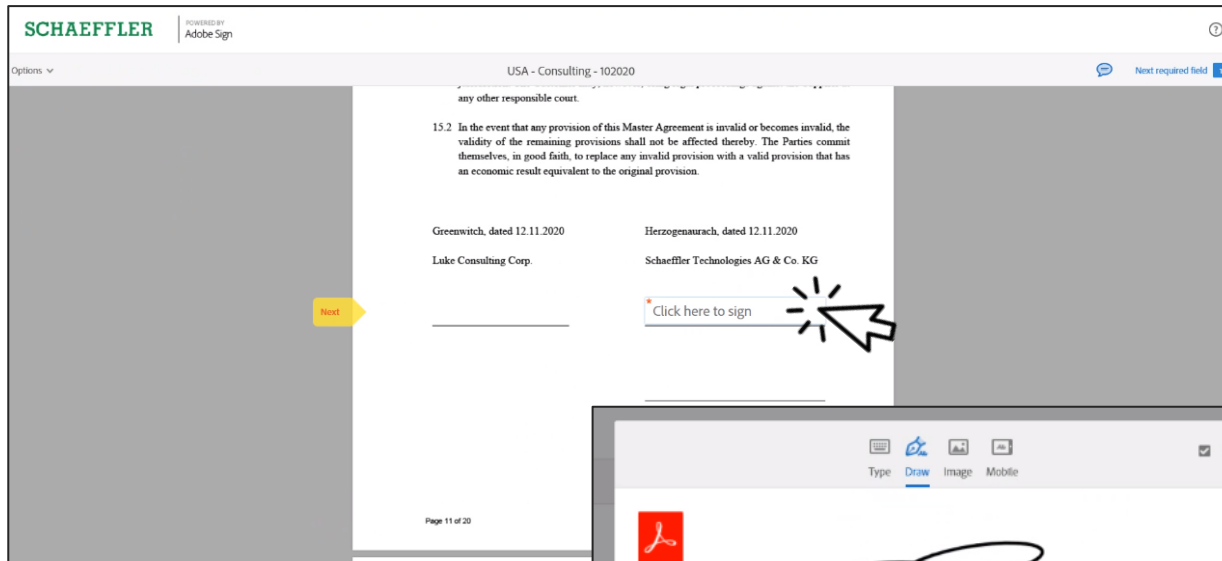 SCHAEFFLER
POWERED BY
Adobe Sign
Options
USA - Consulting - 102020
Next required field
any other responsible court.
15.2 In the event that any provision of this Master Agreement is invalid or becomes invalid, the
validity of the remaining provisions shall not be affected thereby. The Parties commit
themselves, in good faith, to replace any invalid provision with a valid provision that has
an economic result equivalent to the original provision.
Greenwitch, dated 12.11.2020
Herzogenaurach, dated 12.11.2020
Luke Consulting Corp.
Schaeffler Technologies AG & Co. KG
Next
* Click here to sign
Type Draw Image Mobile
Page 11 of 20